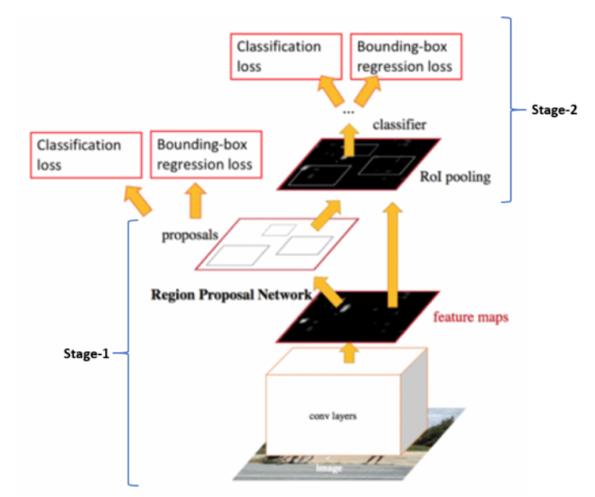 Classification
loss
Bounding-box
regression loss
Stage-2
...
classifier
Classification
loss
Bounding-box
regression loss
RoI pooling
proposals
Region Proposal Network
feature maps
Stage-1
conv layers
image